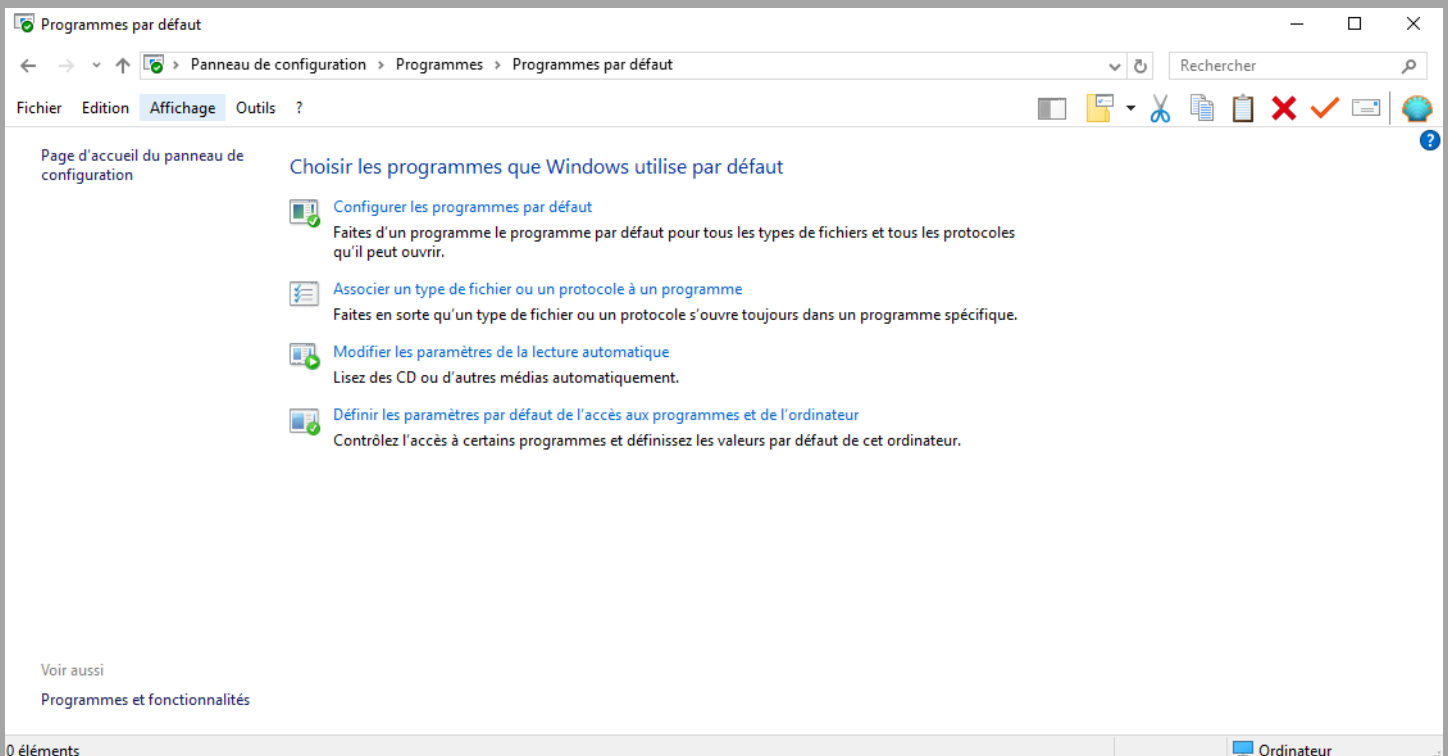 Programmes par défaut
Panneau de configuration > Programmes > Programmes par défaut
Rechercher
Fichier Edition Affichage Outils ?
?
Page d'accueil du panneau de
configuration
Choisir les programmes que Windows utilise par défaut
Configurer les programmes par défaut
Faites d'un programme le programme par défaut pour tous les types de fichiers et tous les protocoles
qu'il peut ouvrir.
Associer un type de fichier ou un protocole à un programme
Faites en sorte qu'un type de fichier ou un protocole s'ouvre toujours dans un programme spécifique.
Modifier les paramètres de la lecture automatique
Lisez des CD ou d'autres médias automatiquement.
Définir les paramètres par défaut de l'accès aux programmes et de l'ordinateur
Contrôlez l'accès à certains programmes et définissez les valeurs par défaut de cet ordinateur.
Voir aussi
Programmes et fonctionnalités
0 éléments
Ordinateur